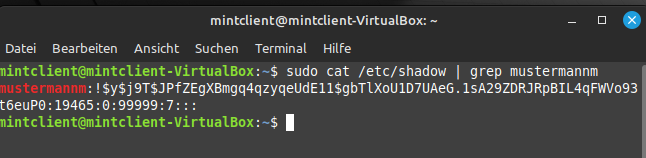 mintclient@mintclient-VirtualBox: ~
Datei Bearbeiten Ansicht Suchen Terminal Hilfe
mintclient@mintclient-VirtualBox:~$ sudo cat /etc/shadow | grep mustermannm
mustermannm:!$y$j9T$JPfZEgXBmgq4qzyqeUdE11$gbTlXoU1D7UAeG.1sA29ZDRJRpBIL4qFWVo93
t6euP0:19465:0:99999:7:::
mintclient@mintclient-VirtualBox:~$